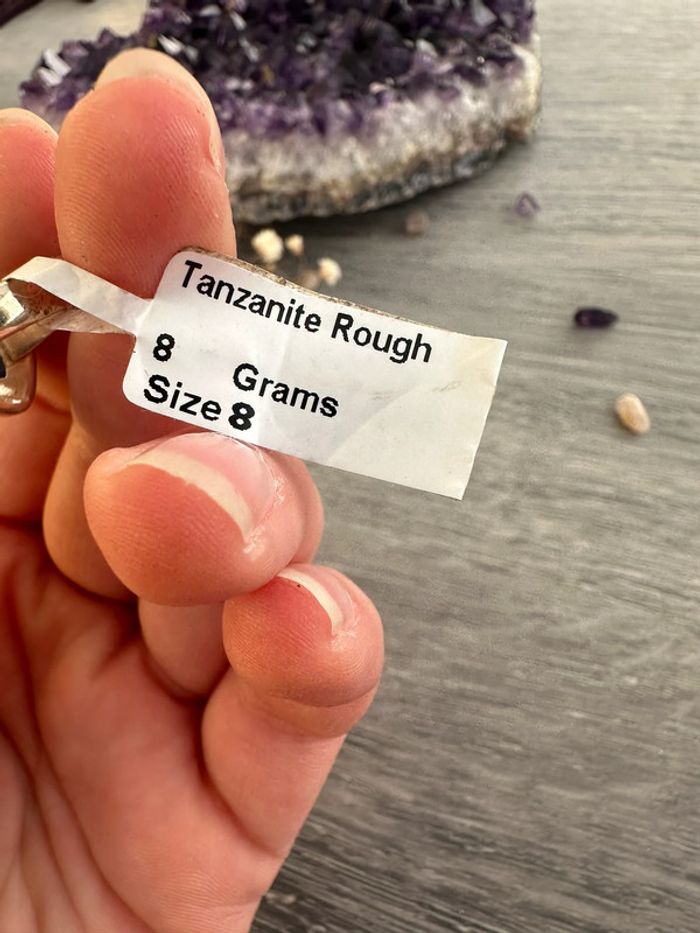 Tanzanite Rough
8 Grams
Size 8